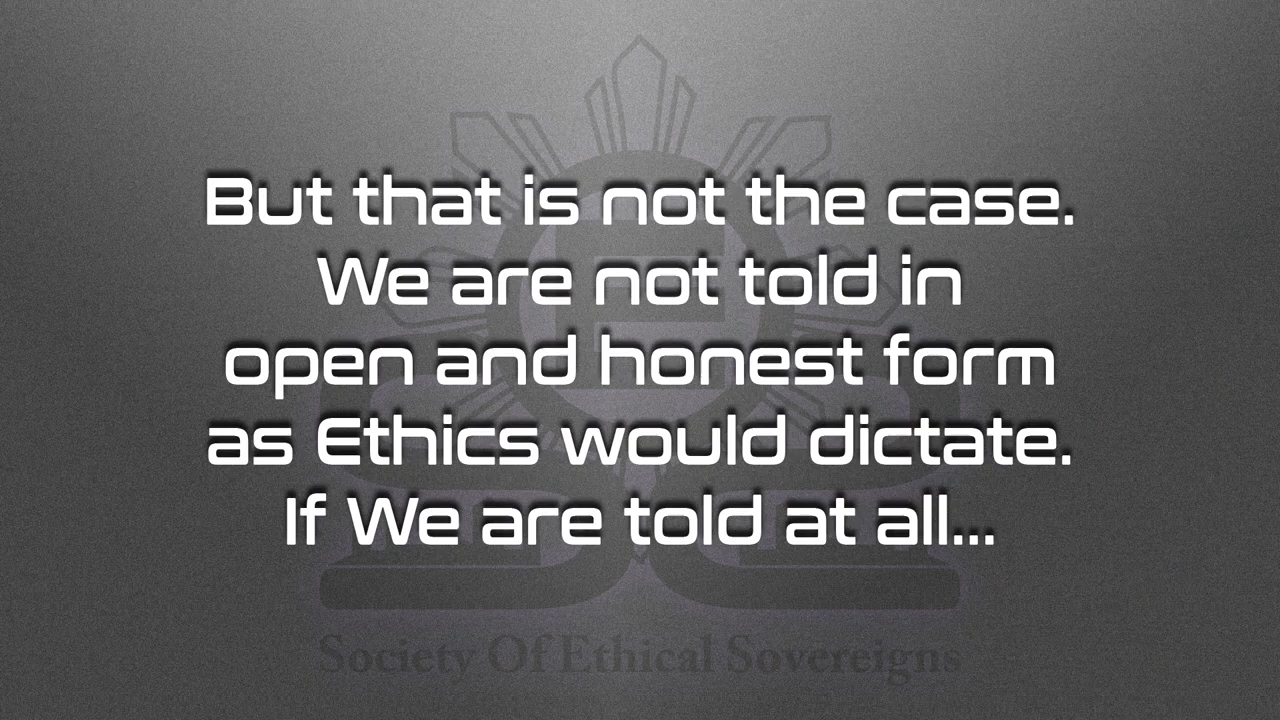 But that is not the case.
We are not told in
open and honest form
as Ethics would dictate.
If We are told at all...
Society Of Ethical Sovereigns